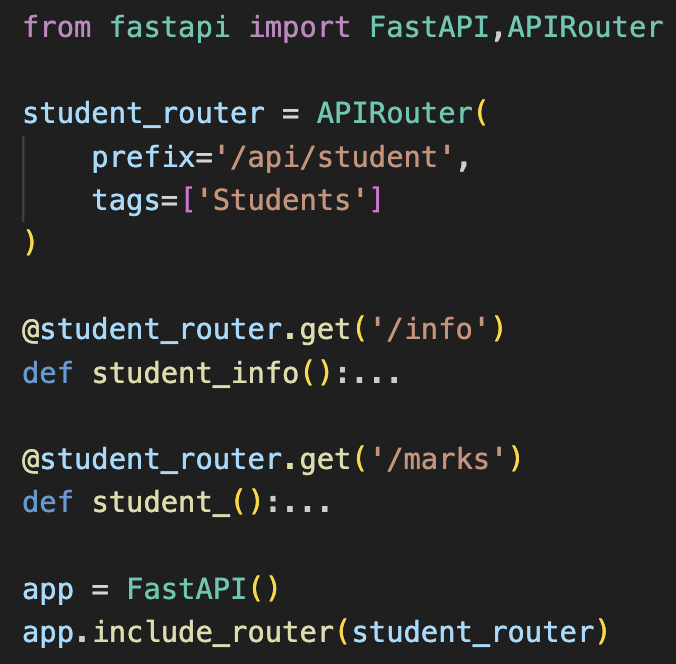 from fastapi import FastAPI,APIRouter
student_router = APIRouter(
    prefix='/api/student',
    tags=['Students']
)
@student_router.get('/info')
def student_info():...
@student_router.get('/marks')
def student_():...
app = FastAPI()
app.include_router(student_router)